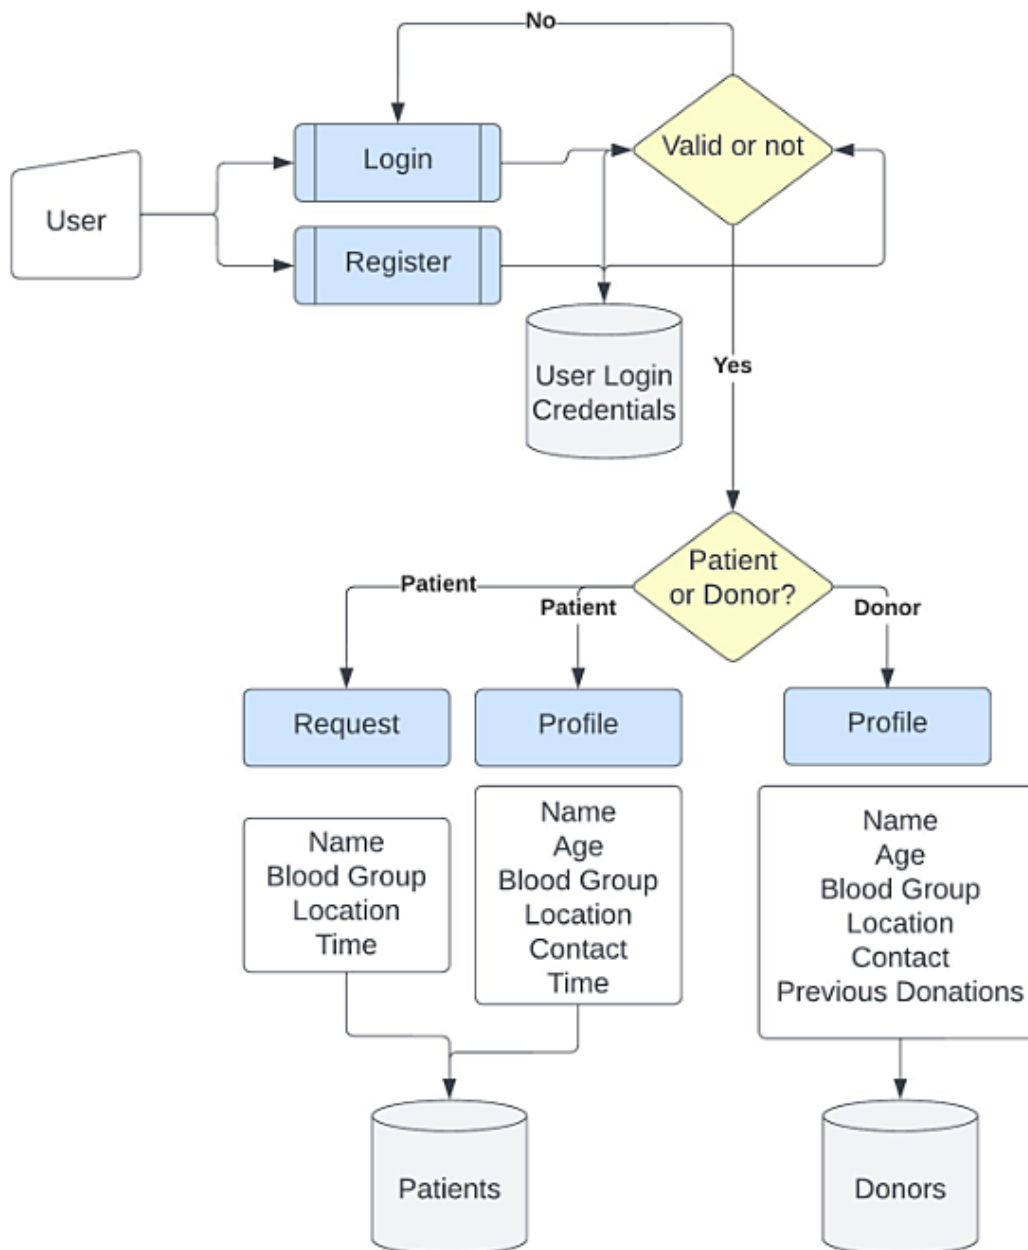 No
Login
Valid or not
User
Register
User Login
Credentials
Yes
Patient
or Donor?
Patient
Patient
Donor
Request
Profile
Profile
Name
Blood Group
Location
Time
Name
Age
Blood Group
Location
Contact
Time
Name
Age
Blood Group
Location
Contact
Previous Donations
Patients
Donors